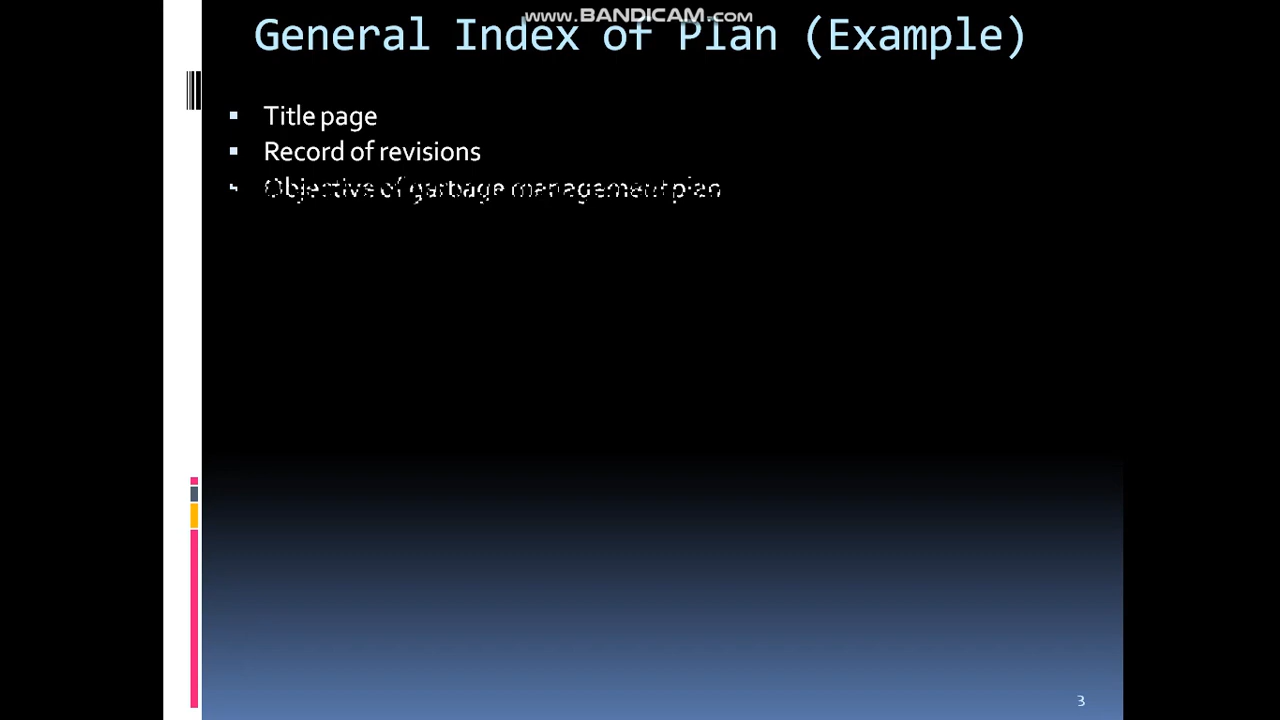 www.BANDICAM.com
General Index of Plan (Example)
Title page
Record of revisions
Objective of garbage management plan
3